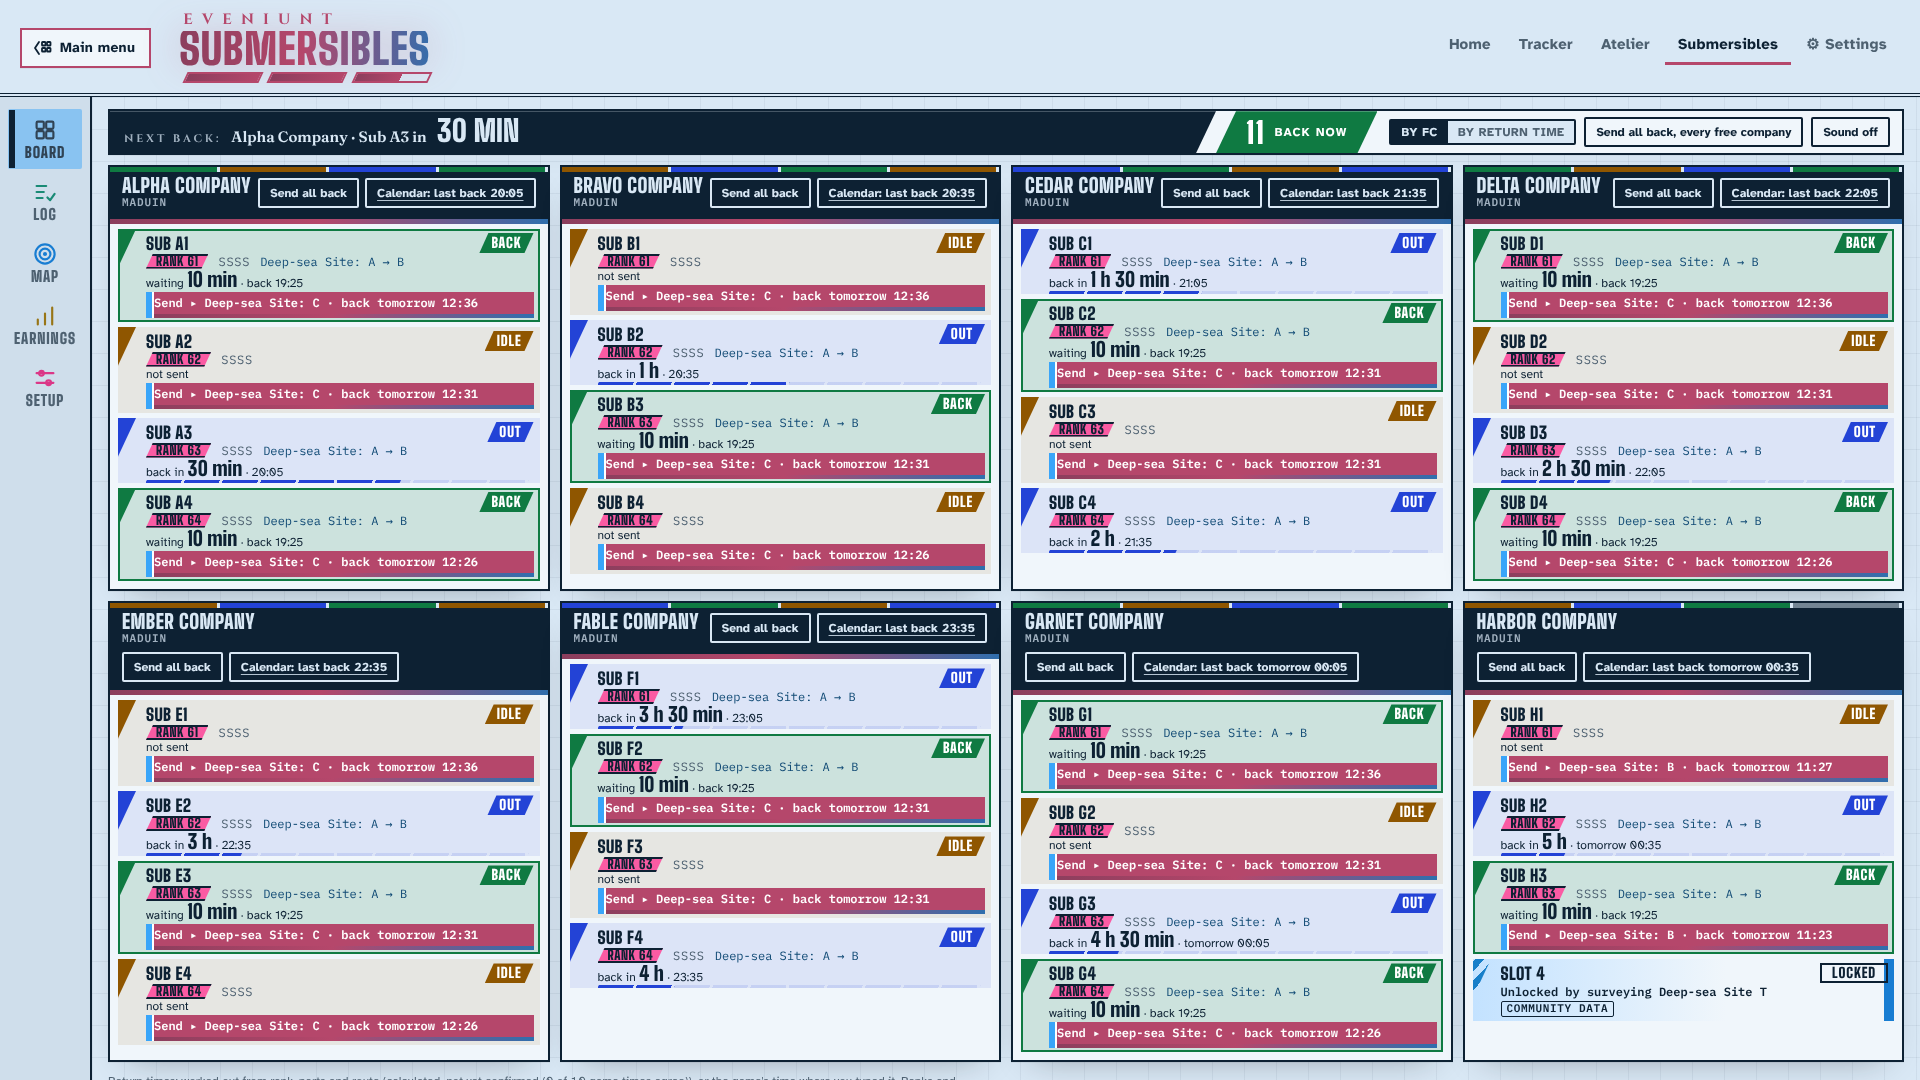 Main menu
EVENIUNT
SUBMERSIBLES
Home
Tracker
Atelier
Submersibles
⚙ Settings
BOARD
LOG
MAP
EARNINGS
SETUP
NEXT BACK: Alpha Company · Sub A3 in 30 MIN
11 BACK NOW
BY FC
BY RETURN TIME
Send all back, every free company
Sound off
ALPHA COMPANY
MADUIN
Send all back
Calendar: last back 20:05
SUB A1
BACK
RANK 61 SSSS Deep-sea Site: A → B
waiting 10 min · back 19:25
Send ▸ Deep-sea Site: C · back tomorrow 12:36
SUB A2
IDLE
RANK 62 SSSS
not sent
Send ▸ Deep-sea Site: C · back tomorrow 12:31
SUB A3
OUT
RANK 63 SSSS Deep-sea Site: A → B
back in 30 min · 20:05
SUB A4
BACK
RANK 64 SSSS Deep-sea Site: A → B
waiting 10 min · back 19:25
Send ▸ Deep-sea Site: C · back tomorrow 12:26
BRAVO COMPANY
MADUIN
Send all back
Calendar: last back 20:35
SUB B1
IDLE
RANK 61 SSSS
not sent
Send ▸ Deep-sea Site: C · back tomorrow 12:36
SUB B2
OUT
RANK 62 SSSS Deep-sea Site: A → B
back in 1 h · 20:35
SUB B3
BACK
RANK 63 SSSS Deep-sea Site: A → B
waiting 10 min · back 19:25
Send ▸ Deep-sea Site: C · back tomorrow 12:31
SUB B4
IDLE
RANK 64 SSSS
not sent
Send ▸ Deep-sea Site: C · back tomorrow 12:26
CEDAR COMPANY
MADUIN
Send all back
Calendar: last back 21:35
SUB C1
OUT
RANK 61 SSSS Deep-sea Site: A → B
back in 1 h 30 min · 21:05
SUB C2
BACK
RANK 62 SSSS Deep-sea Site: A → B
waiting 10 min · back 19:25
Send ▸ Deep-sea Site: C · back tomorrow 12:31
SUB C3
IDLE
RANK 63 SSSS
not sent
Send ▸ Deep-sea Site: C · back tomorrow 12:31
SUB C4
OUT
RANK 64 SSSS Deep-sea Site: A → B
back in 2 h · 21:35
DELTA COMPANY
MADUIN
Send all back
Calendar: last back 22:05
SUB D1
BACK
RANK 61 SSSS Deep-sea Site: A → B
waiting 10 min · back 19:25
Send ▸ Deep-sea Site: C · back tomorrow 12:36
SUB D2
IDLE
RANK 62 SSSS
not sent
Send ▸ Deep-sea Site: C · back tomorrow 12:31
SUB D3
OUT
RANK 63 SSSS Deep-sea Site: A → B
back in 2 h 30 min · 22:05
SUB D4
BACK
RANK 64 SSSS Deep-sea Site: A → B
waiting 10 min · back 19:25
Send ▸ Deep-sea Site: C · back tomorrow 12:26
EMBER COMPANY
MADUIN
Send all back
Calendar: last back 22:35
SUB E1
IDLE
RANK 61 SSSS
not sent
Send ▸ Deep-sea Site: C · back tomorrow 12:36
SUB E2
OUT
RANK 62 SSSS Deep-sea Site: A → B
back in 3 h · 22:35
SUB E3
BACK
RANK 63 SSSS Deep-sea Site: A → B
waiting 10 min · back 19:25
Send ▸ Deep-sea Site: C · back tomorrow 12:31
SUB E4
IDLE
RANK 64 SSSS
not sent
Send ▸ Deep-sea Site: C · back tomorrow 12:26
FABLE COMPANY
MADUIN
Send all back
Calendar: last back 23:35
SUB F1
OUT
RANK 61 SSSS Deep-sea Site: A → B
back in 3 h 30 min · 23:05
SUB F2
BACK
RANK 62 SSSS Deep-sea Site: A → B
waiting 10 min · back 19:25
Send ▸ Deep-sea Site: C · back tomorrow 12:31
SUB F3
IDLE
RANK 63 SSSS
not sent
Send ▸ Deep-sea Site: C · back tomorrow 12:31
SUB F4
OUT
RANK 64 SSSS Deep-sea Site: A → B
back in 4 h · 23:35
GARNET COMPANY
MADUIN
Send all back
Calendar: last back tomorrow 00:05
SUB G1
BACK
RANK 61 SSSS Deep-sea Site: A → B
waiting 10 min · back 19:25
Send ▸ Deep-sea Site: C · back tomorrow 12:36
SUB G2
IDLE
RANK 62 SSSS
not sent
Send ▸ Deep-sea Site: C · back tomorrow 12:31
SUB G3
OUT
RANK 63 SSSS Deep-sea Site: A → B
back in 4 h 30 min · tomorrow 00:05
SUB G4
BACK
RANK 64 SSSS Deep-sea Site: A → B
waiting 10 min · back 19:25
Send ▸ Deep-sea Site: C · back tomorrow 12:26
HARBOR COMPANY
MADUIN
Send all back
Calendar: last back tomorrow 00:35
SUB H1
IDLE
RANK 61 SSSS
not sent
Send ▸ Deep-sea Site: B · back tomorrow 11:27
SUB H2
OUT
RANK 62 SSSS Deep-sea Site: A → B
back in 5 h · tomorrow 00:35
SUB H3
BACK
RANK 63 SSSS Deep-sea Site: A → B
waiting 10 min · back 19:25
Send ▸ Deep-sea Site: B · back tomorrow 11:23
SLOT 4
LOCKED
Unlocked by surveying Deep-sea Site T
COMMUNITY DATA